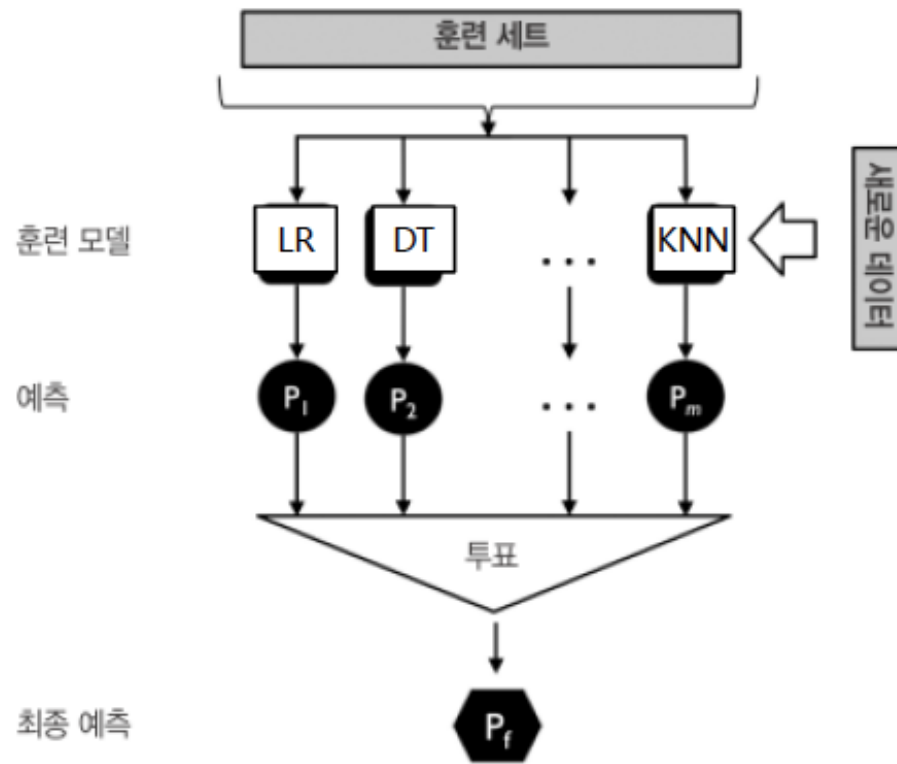 훈련 세트
새로운 데이터
훈련 모델
LR
DT
...
KNN
예측
P1
P2
...
Pm
투표
최종 예측
Pf